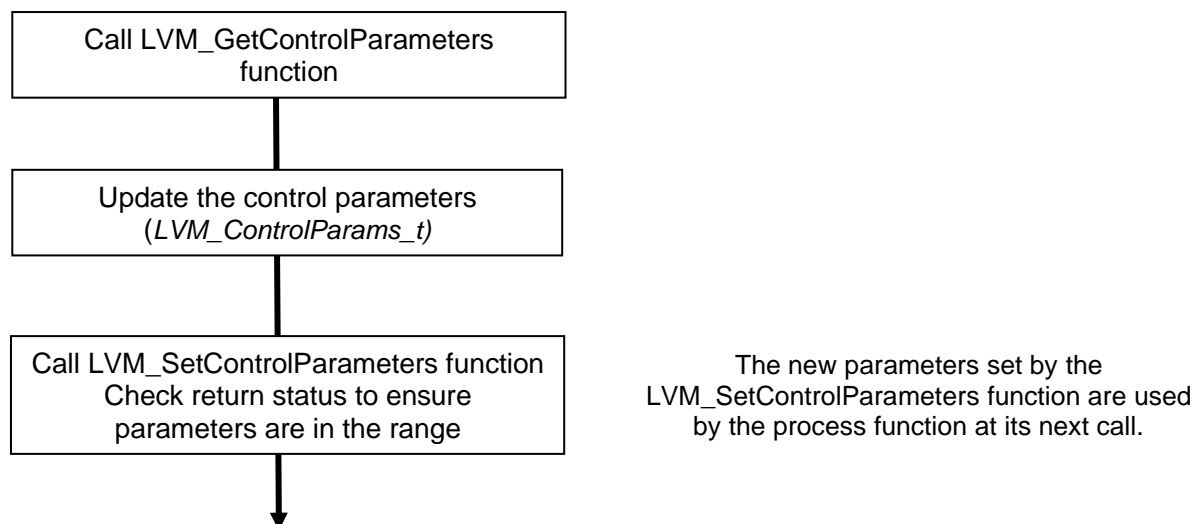 Call LVM_GetControlParameters
function
Update the control parameters
(LVM_ControlParams_t)
Call LVM_SetControlParameters function
Check return status to ensure
parameters are in the range
The new parameters set by the
LVM_SetControlParameters function are used
by the process function at its next call.